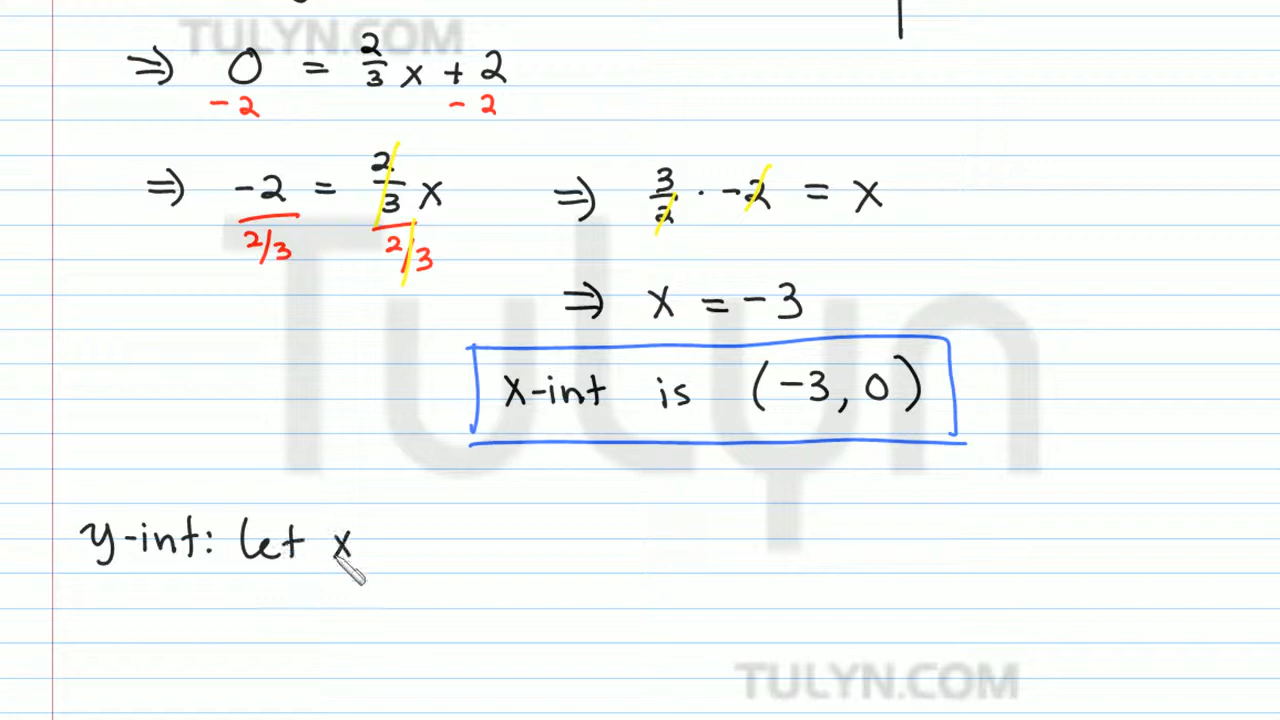 TULYN.COM
⇒ 0 = 2/3 x + 2
-2 -2
⇒ -2 = 2/3 x ⇒ 3/2 · -2 = x
2/3 2/3
⇒ x = -3
x-int is (-3, 0)
Tulyn
y-int: let x
TULYN.COM